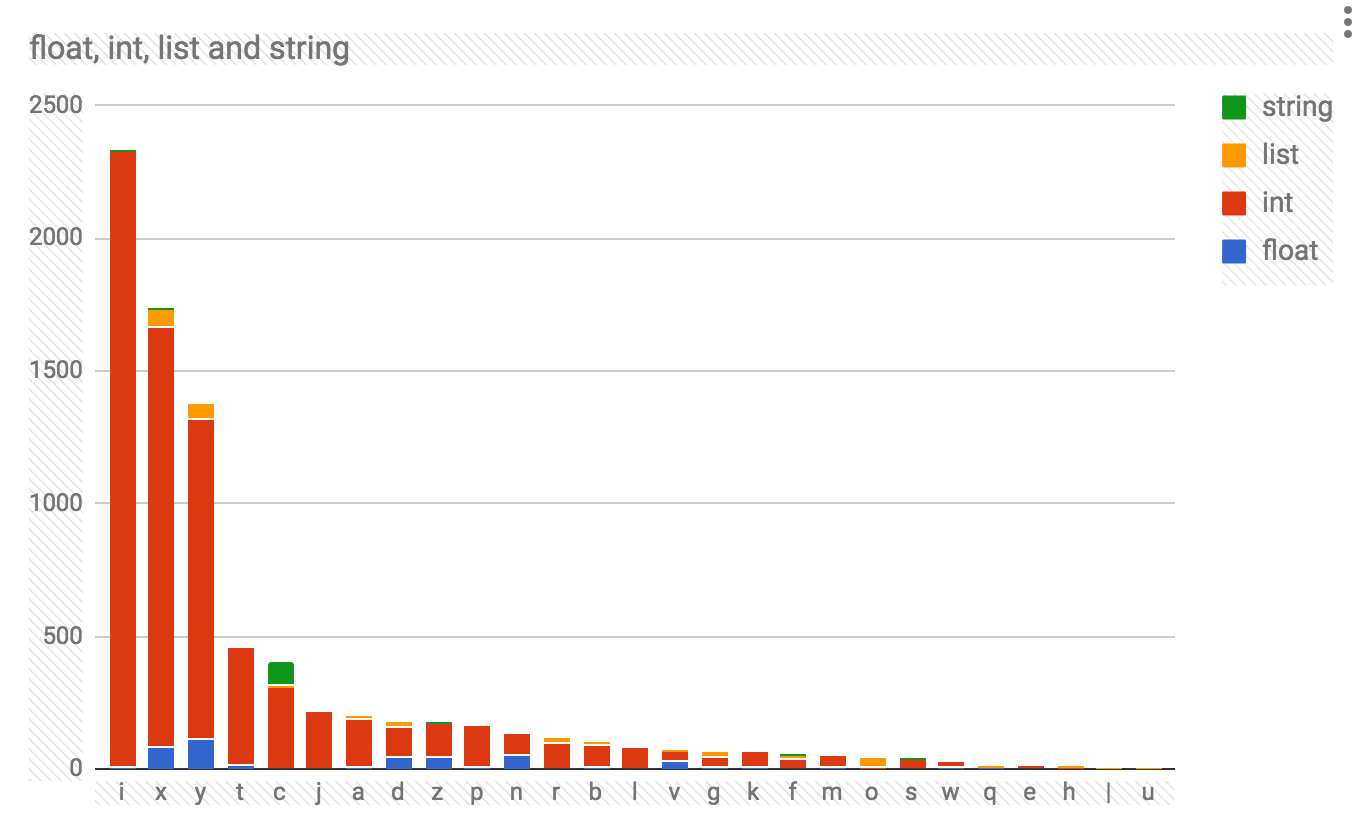 float, int, list and string
2500
2000
1500
1000
500
0
i x y t c j a d z p n r b l v g k f m o s w q e h | u
string
list
int
float